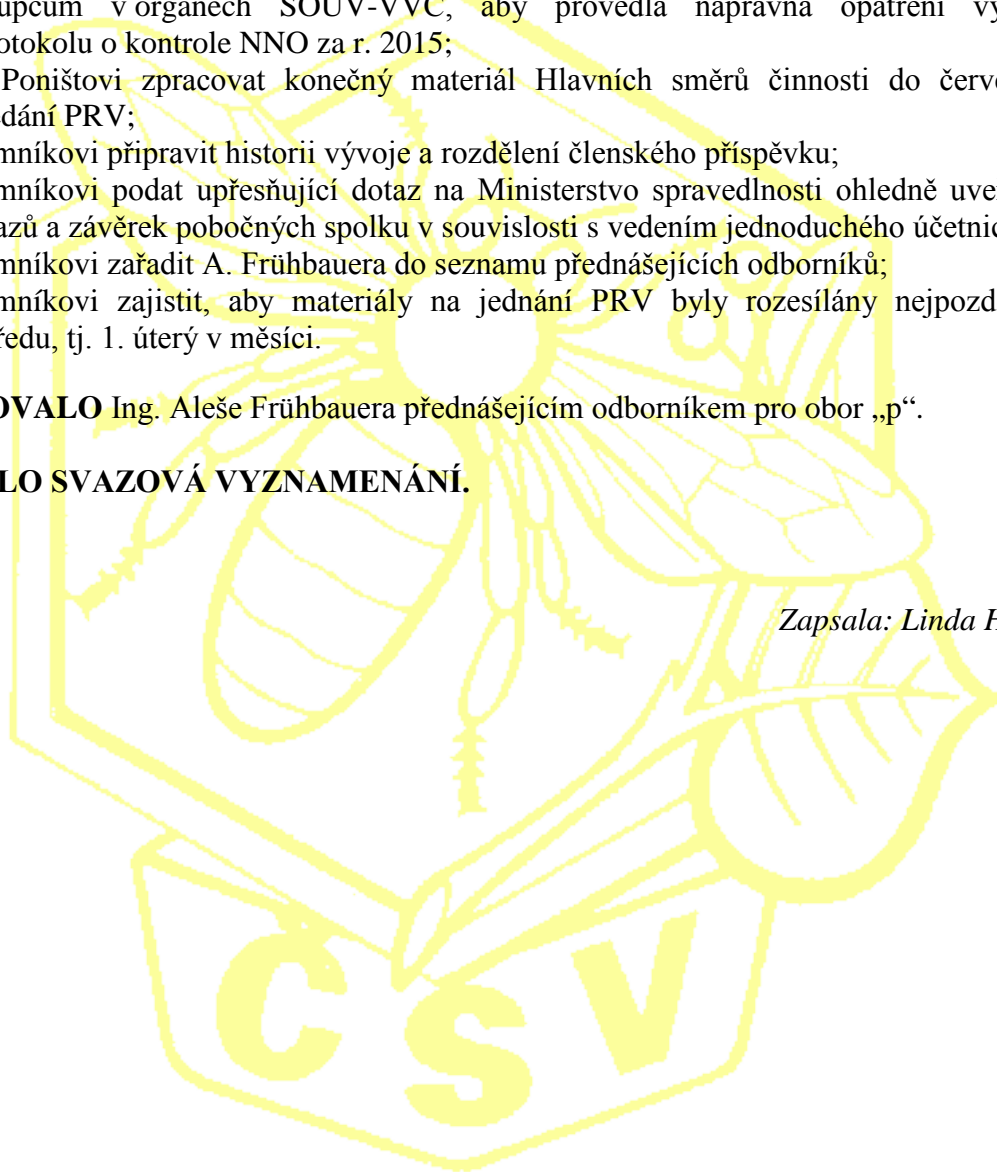 upcům v orgánech SOUV-VVC, aby provedla nápravná opatření vy
otokolu o kontrole NNO za r. 2015;
Poništovi zpracovat konečný materiál Hlavních směrů činnosti do červ
dání PRV;
mníkovi připravit historii vývoje a rozdělení členského příspěvku;
mníkovi podat upřesňující dotaz na Ministerstvo spravedlnosti ohledně uve
azů a závěrek pobočných spolku v souvislosti s vedením jednoduchého účetnic
mníkovi zařadit A. Frühbauera do seznamu přednášejících odborníků;
mníkovi zajistit, aby materiály na jednání PRV byly rozesílány nejpozd
ředu, tj. 1. úterý v měsíci.
OVALO Ing. Aleše Frühbauera přednášejícím odborníkem pro obor „p“.
LO SVAZOVÁ VYZNAMENÁNÍ.
Zapsala: Linda H
CSV